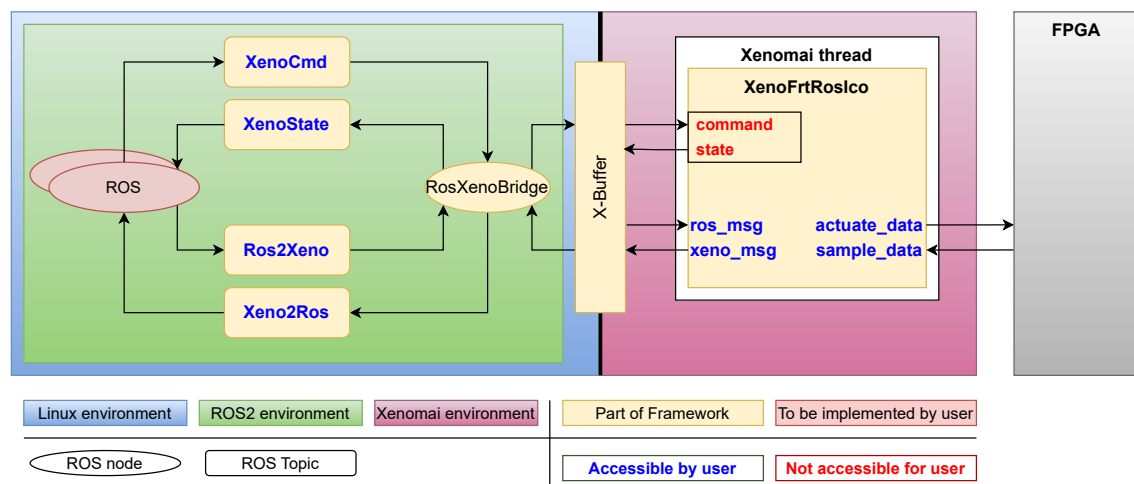 FPGA
Xenomai thread
XenoFrtRosIco
XenoCmd
XenoState
command
state
ROS
RosXenoBridge
X-Buffer
Ros2Xeno
Xeno2Ros
ros_msg
actuate_data
xeno_msg
sample_data
Linux environment
ROS2 environment
Xenomai environment
Part of Framework
To be implemented by user
ROS node
ROS Topic
Accessible by user
Not accessible for user